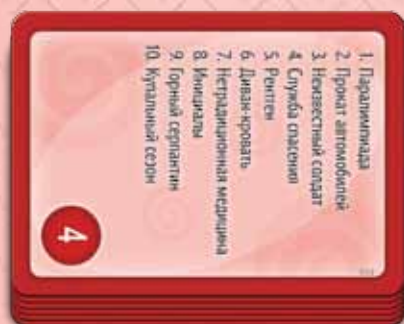 1. Паралимпиада
2. Прокат автомобилей
3. Неизвестный солдат
4. Служба спасения
5. Рентген
6. Диван-кровать
7. Нетрадиционная медицина
8. Инициалы
9. Горный серпантин
10. Купальный сезон
4